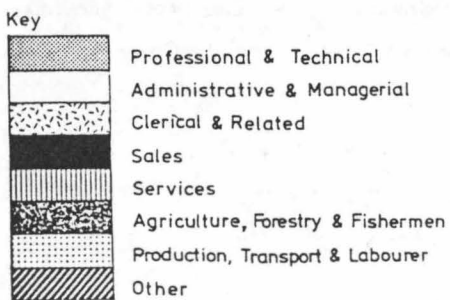 Key
Professional & Technical
Administrative & Managerial
Clerical & Related
Sales
Services
Agriculture, Forestry & Fishermen
Production, Transport & Labourer
Other